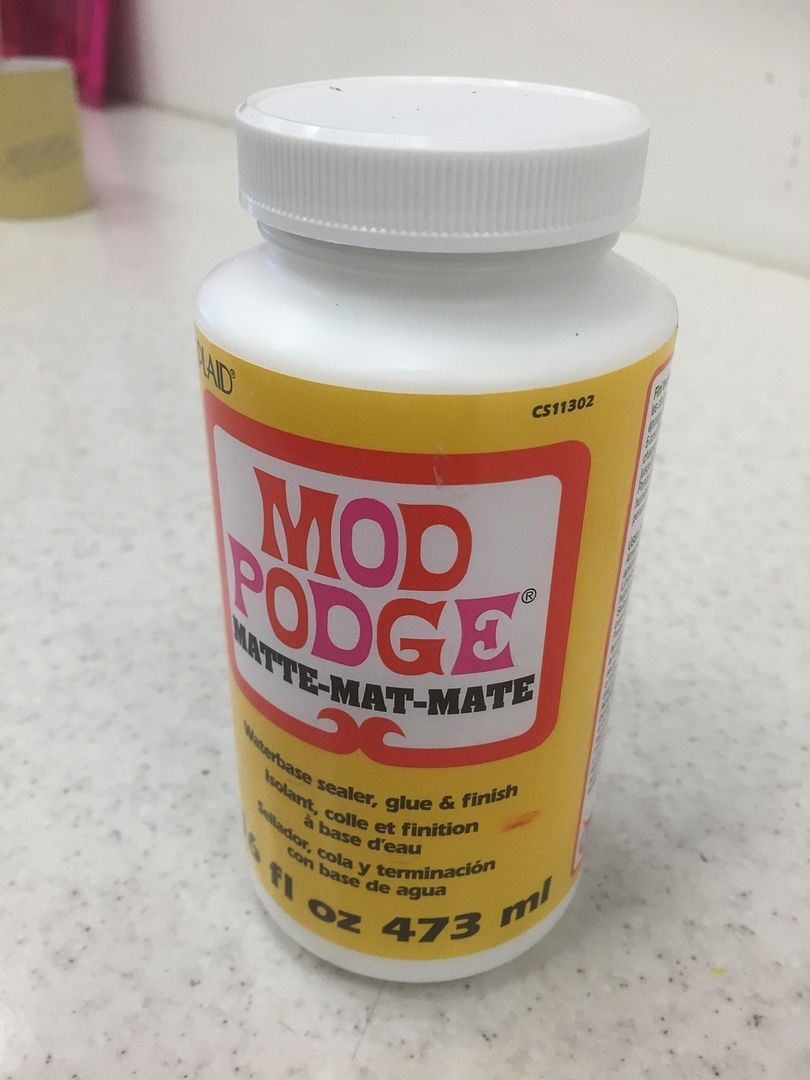 PLAID®
CS11302
MOD
PODGE®
MATTE-MAT-MATE
Waterbase sealer, glue & finish
Isolant, colle et finition
à base d'eau
Sellador, cola y terminación
con base de agua
16 fl oz 473 ml